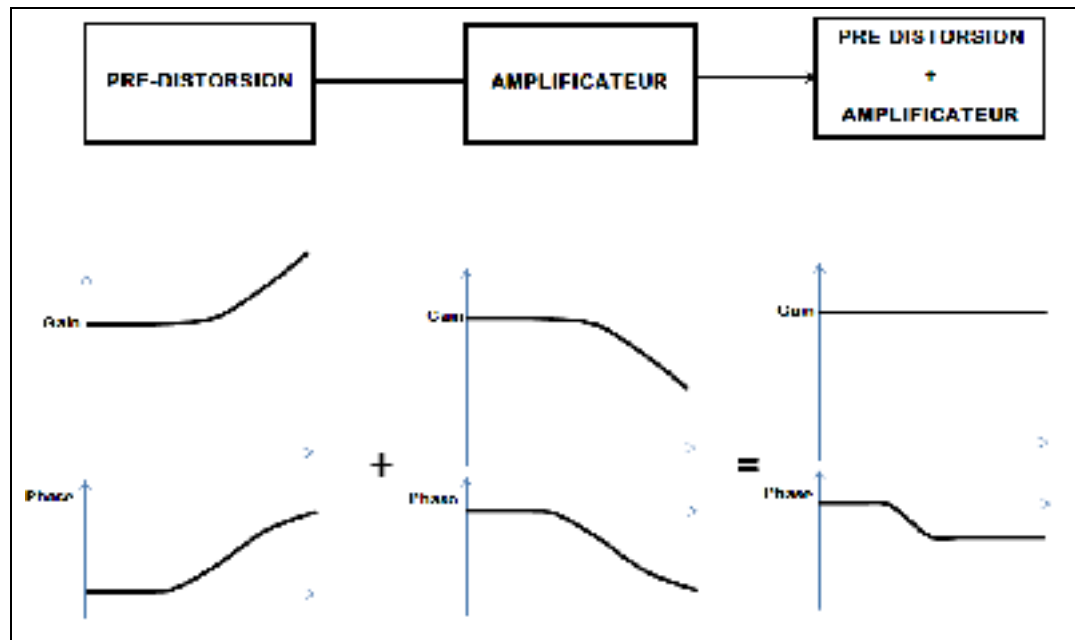 PRE-DISTORSION
AMPLIFICATEUR
PRE DISTORSION
+
AMPLIFICATEUR
Gain
Gain
Gain
+
=
Phase
Phase
Phase